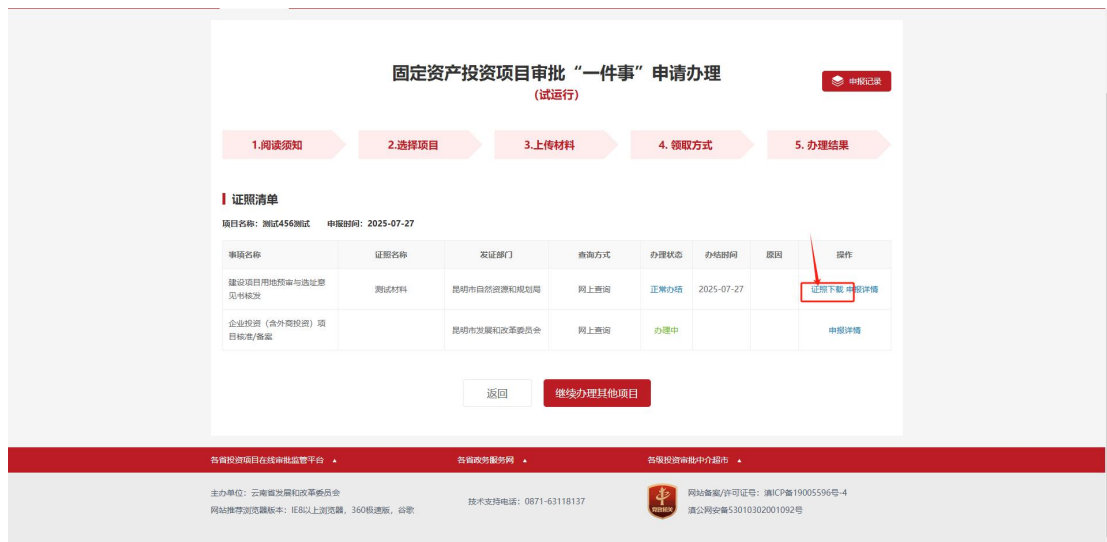 固定资产投资项目审批“一件事”申请办理
(试运行)
申报记录
1.阅读须知
2.选择项目
3.上传材料
4. 领取方式
5. 办理结果
证照清单
项目名称：测试456测试 申报时间：2025-07-27
事项名称 证照名称 发证部门 查询方式 办理状态 办结时间 原因 操作
建设项目用地预审与选址意
见书核发
测试材料 昆明市自然资源和规划局 网上查询 正常办结 2025-07-27 证照下载 申报详情
企业投资（含外商投资）项
目核准/备案
昆明市发展和改革委员会 网上查询 办理中 申报详情
返回 继续办理其他项目
各省投资项目在线审批监管平台 各省政务服务网 各级投资审批中介超市
主办单位：云南省发展和改革委员会
网站推荐浏览器版本：IE8以上浏览器，360极速版，谷歌
技术支持电话：0871-63118137
党政机关
网站备案/许可证号：滇ICP备19005596号-4
滇公网安备53010302001092号